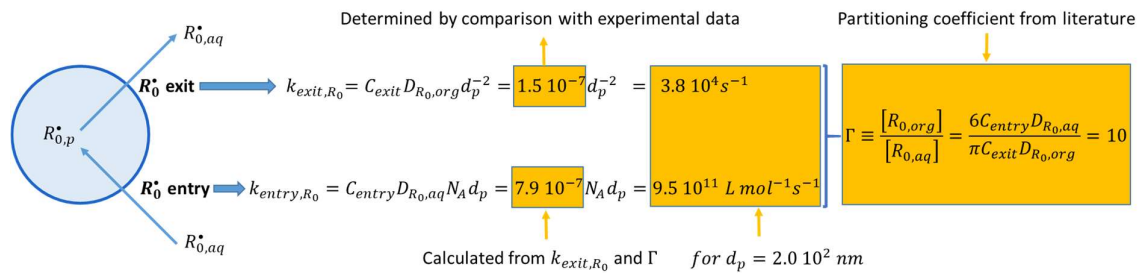 Determined by comparison with experimental data
Partitioning coefficient from literature
R•0,aq
R•0 exit
k_exit,R0 = C_exit D_R0,org d_p^−2 = 1.5 10^−7 d_p^−2 = 3.8 10^4 s^−1
R•0,p
Γ ≡ [R0,org]/[R0,aq] = 6C_entry D_R0,aq / πC_exit D_R0,org = 10
R•0 entry
k_entry,R0 = C_entry D_R0,aq N_A d_p = 7.9 10^−7 N_A d_p = 9.5 10^11 L mol^−1 s^−1
R•0,aq
Calculated from k_exit,R0 and Γ
for d_p = 2.0 10^2 nm